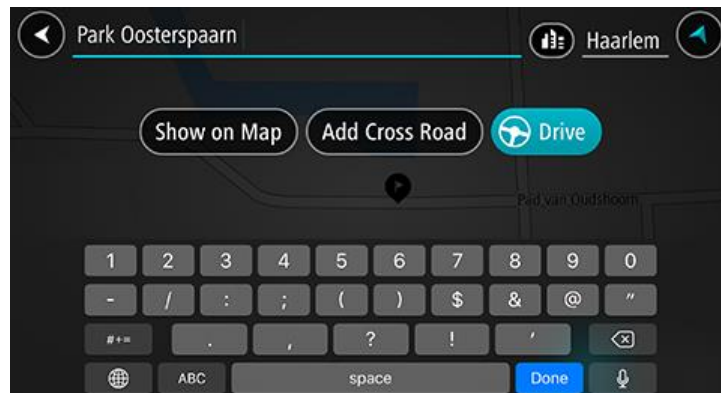 Park Oosterspaarn Haarlem
Show on Map Add Cross Road Drive
Pad van Oudshoorn
1 2 3 4 5 6 7 8 9 0
- / : ; ( ) $ & @ "
#+= . , ? ! '
ABC space Done